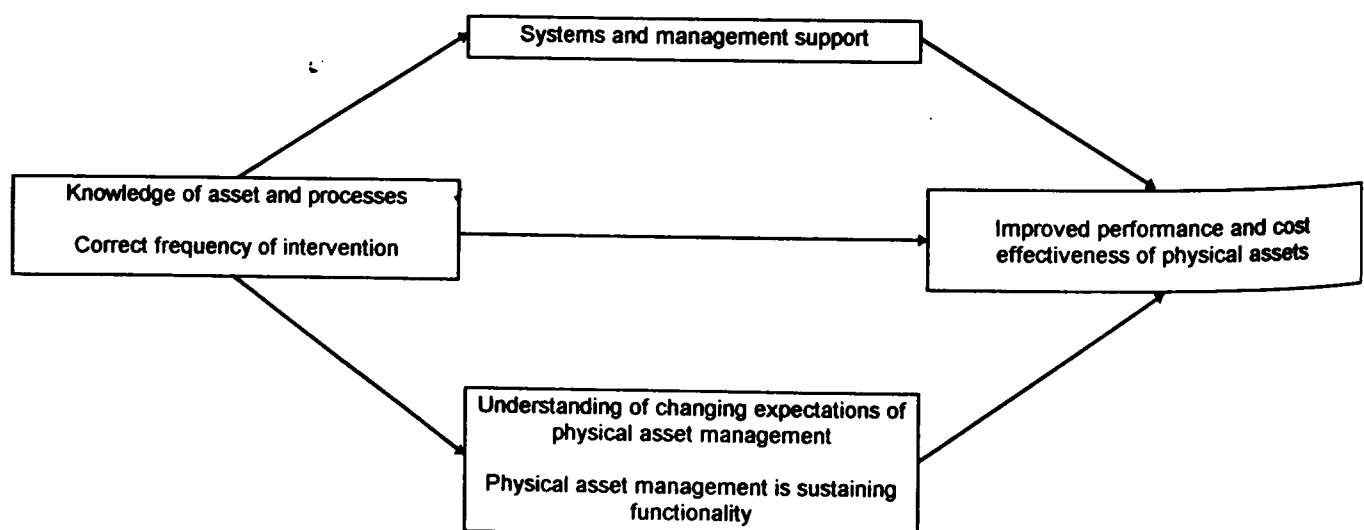 Systems and management support
Knowledge of asset and processes
Correct frequency of intervention
Improved performance and cost
effectiveness of physical assets
Understanding of changing expectations of
physical asset management
Physical asset management is sustaining
functionality